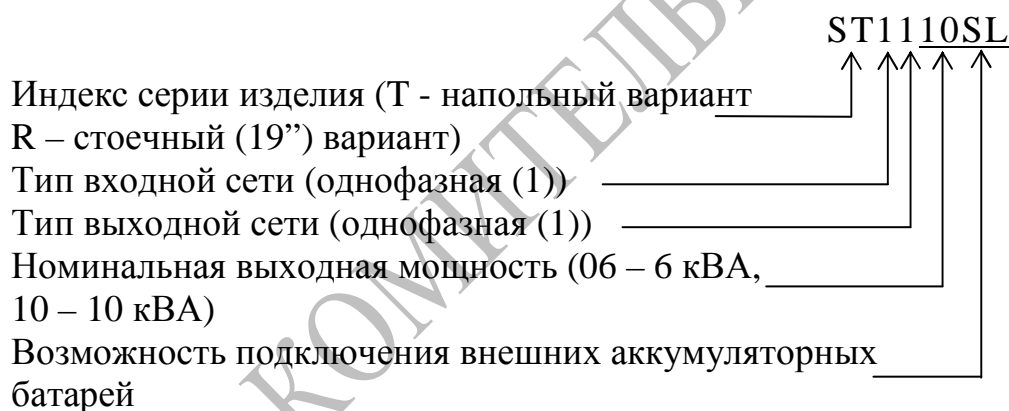 ST1110SL
Индекс серии изделия (Т - напольный вариант
R – стоечный (19”) вариант)
Тип входной сети (однофазная (1))
Тип выходной сети (однофазная (1))
Номинальная выходная мощность (06 – 6 кВА,
10 – 10 кВА)
Возможность подключения внешних аккумуляторных
батарей